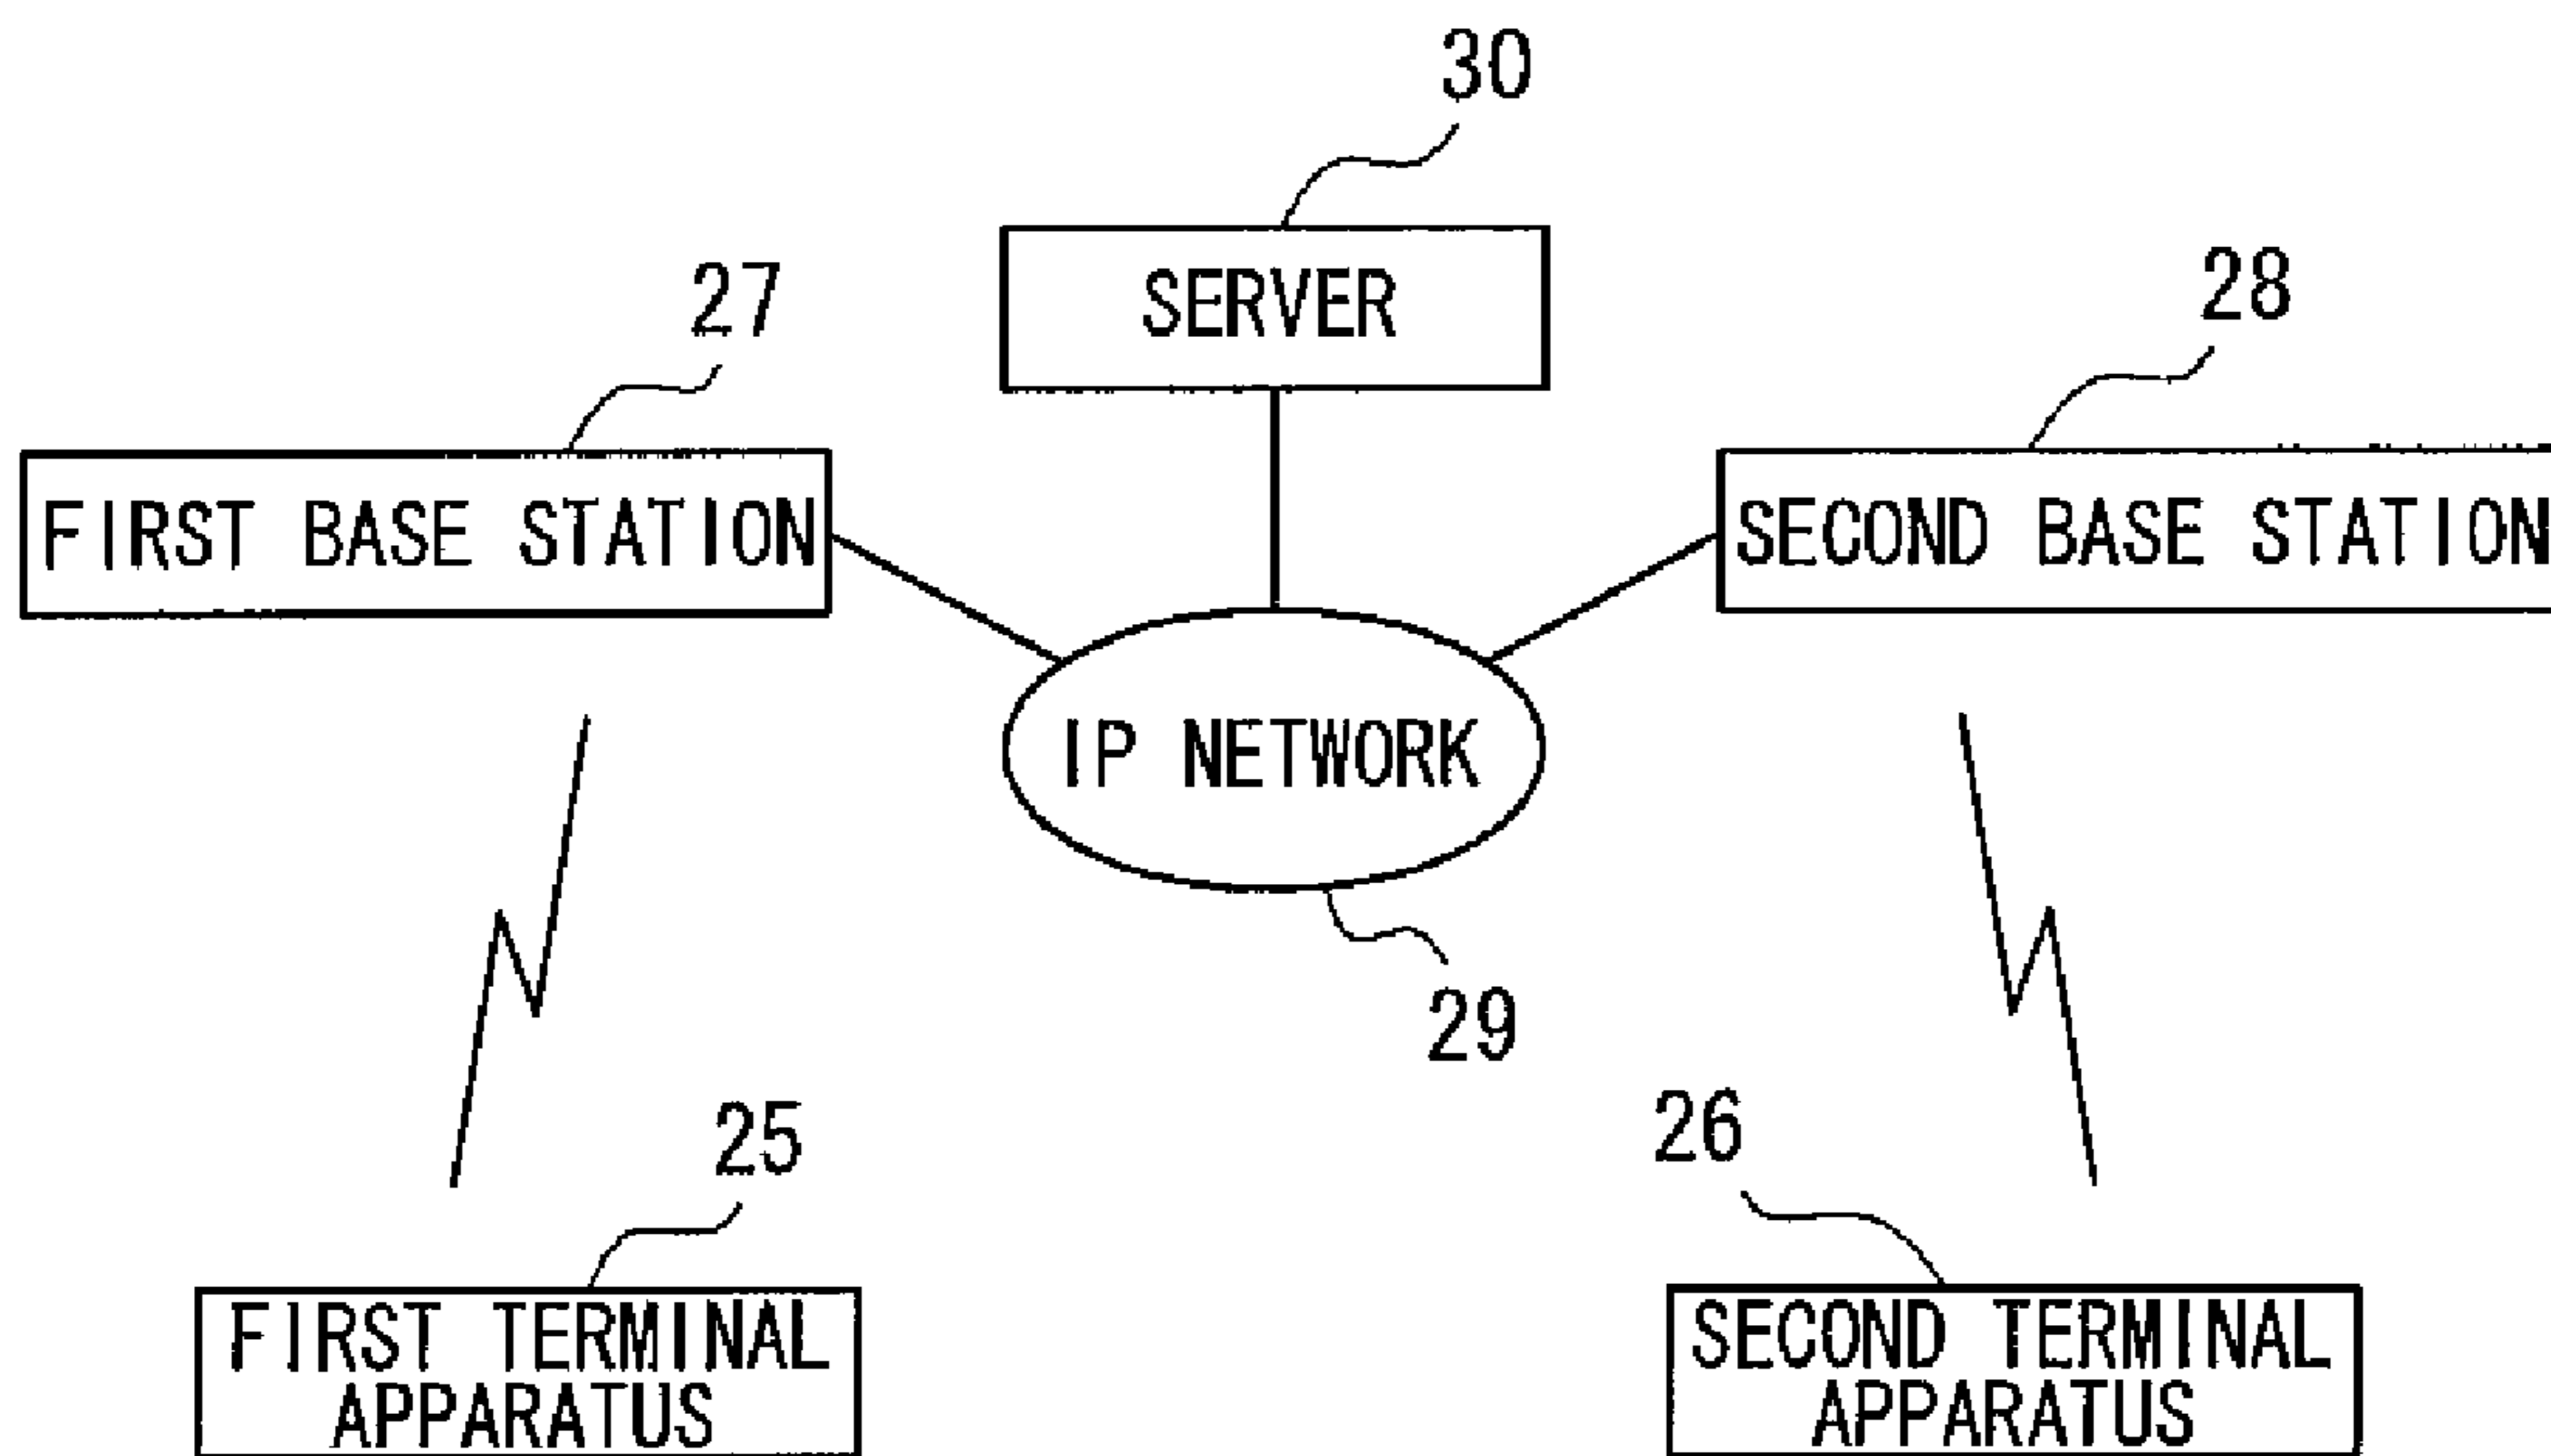 30
SERVER
27
28
FIRST BASE STATION
SECOND BASE STATION
IP NETWORK
29
25
26
FIRST TERMINAL
APPARATUS
SECOND TERMINAL
APPARATUS